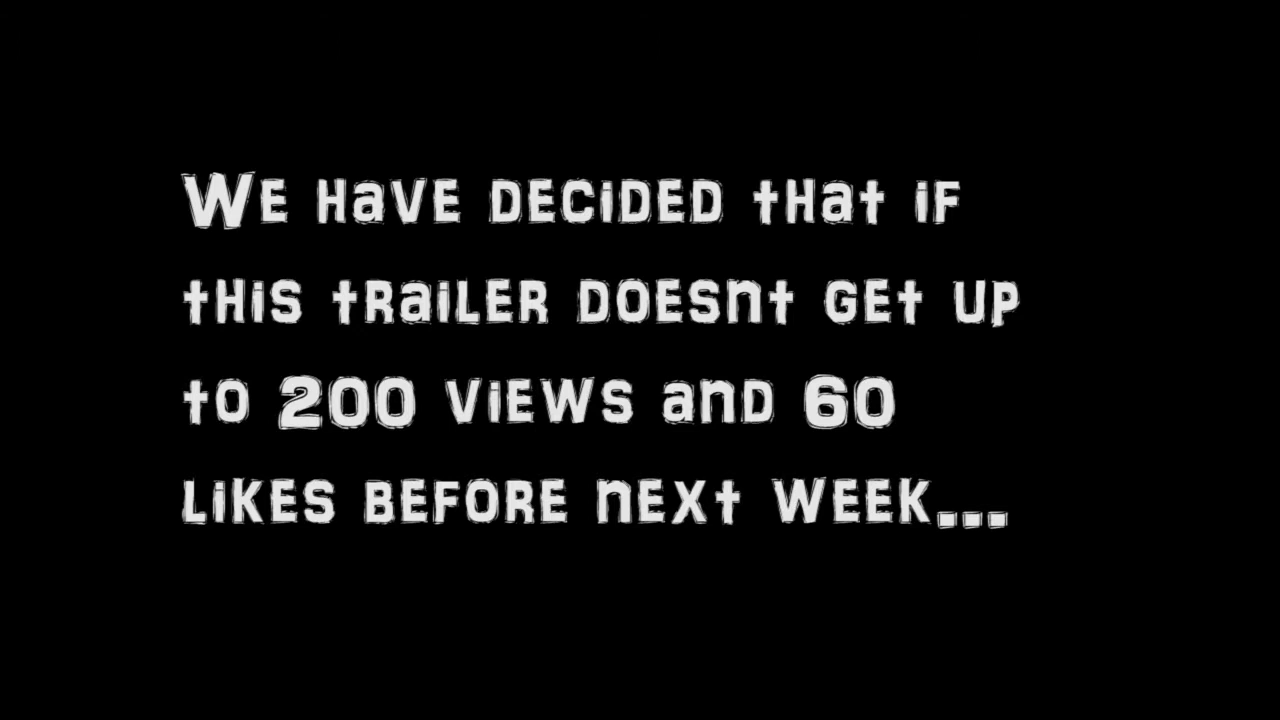 We have decided that if
this trailer doesnt get up
to 200 views and 60
likes before next week...